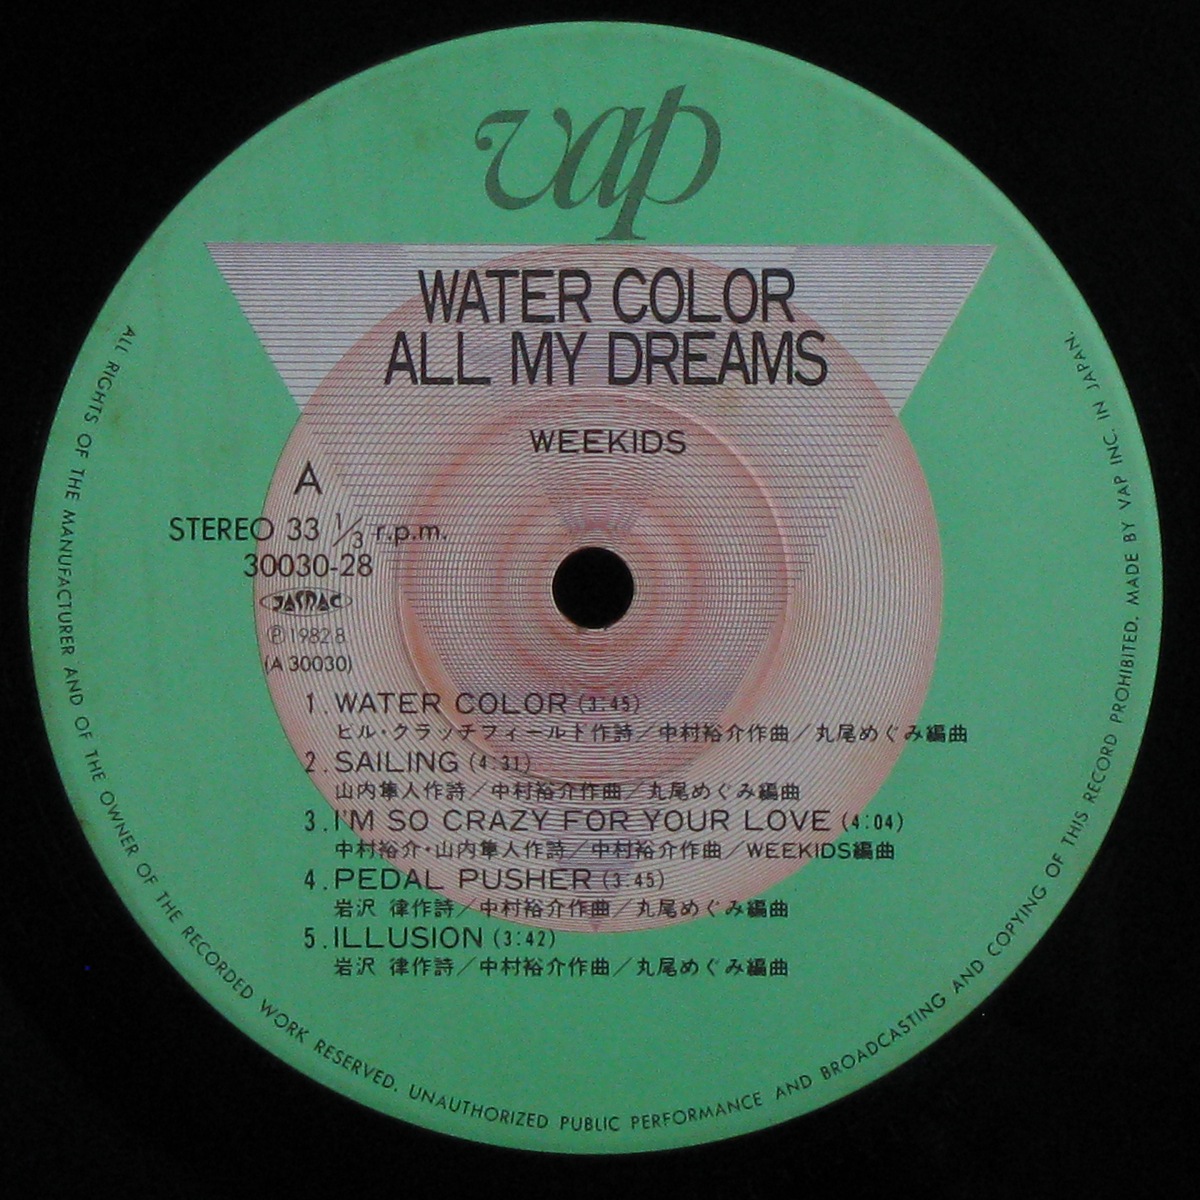 vap
WATER COLOR
ALL MY DREAMS
WEEKIDS
A
STEREO 33 1/3 r.p.m.
30030-28
JASRAC
Ⓟ1982.8
(A 30030)
1. WATER COLOR (3:45)
ヒル・クラッチフィールド作詩／中村裕介作曲／丸尾めぐみ編曲
2. SAILING (4:31)
山内隼人作詩／中村裕介作曲／丸尾めぐみ編曲
3. I'M SO CRAZY FOR YOUR LOVE (4:04)
中村裕介・山内隼人作詩／中村裕介作曲／WEEKIDS編曲
4. PEDAL PUSHER (3:45)
岩沢 律作詩／中村裕介作曲／丸尾めぐみ編曲
5. ILLUSION (3:42)
岩沢 律作詩／中村裕介作曲／丸尾めぐみ編曲
ALL RIGHTS OF THE MANUFACTURER AND OF THE OWNER OF THE RECORDED WORK RESERVED. UNAUTHORIZED PUBLIC PERFORMANCE AND BROADCASTING AND COPYING OF THIS RECORD PROHIBITED. MADE BY VAP INC. IN JAPAN.